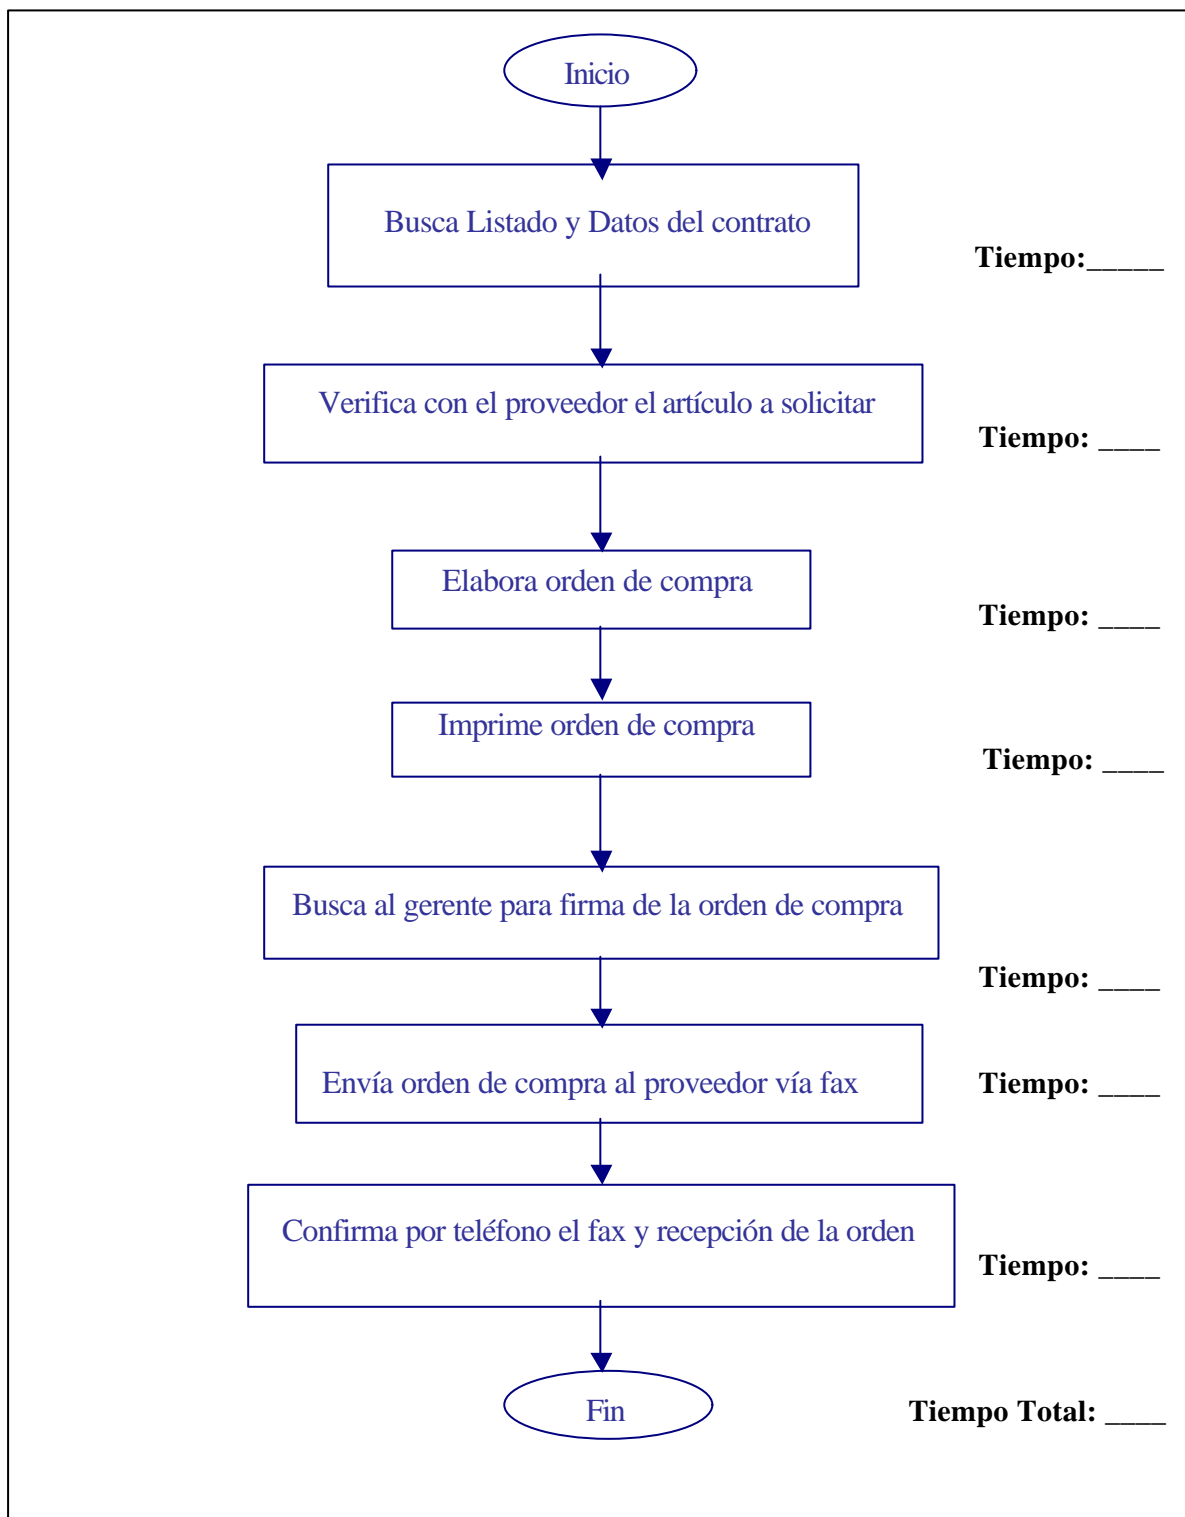 Inicio
Busca Listado y Datos del contrato
Tiempo:_____
Verifica con el proveedor el artículo a solicitar
Tiempo: ____
Elabora orden de compra
Tiempo: ____
Imprime orden de compra
Tiempo: ____
Busca al gerente para firma de la orden de compra
Tiempo: ____
Envía orden de compra al proveedor vía fax
Tiempo: ____
Confirma por teléfono el fax y recepción de la orden
Tiempo: ____
Fin
Tiempo Total: ____